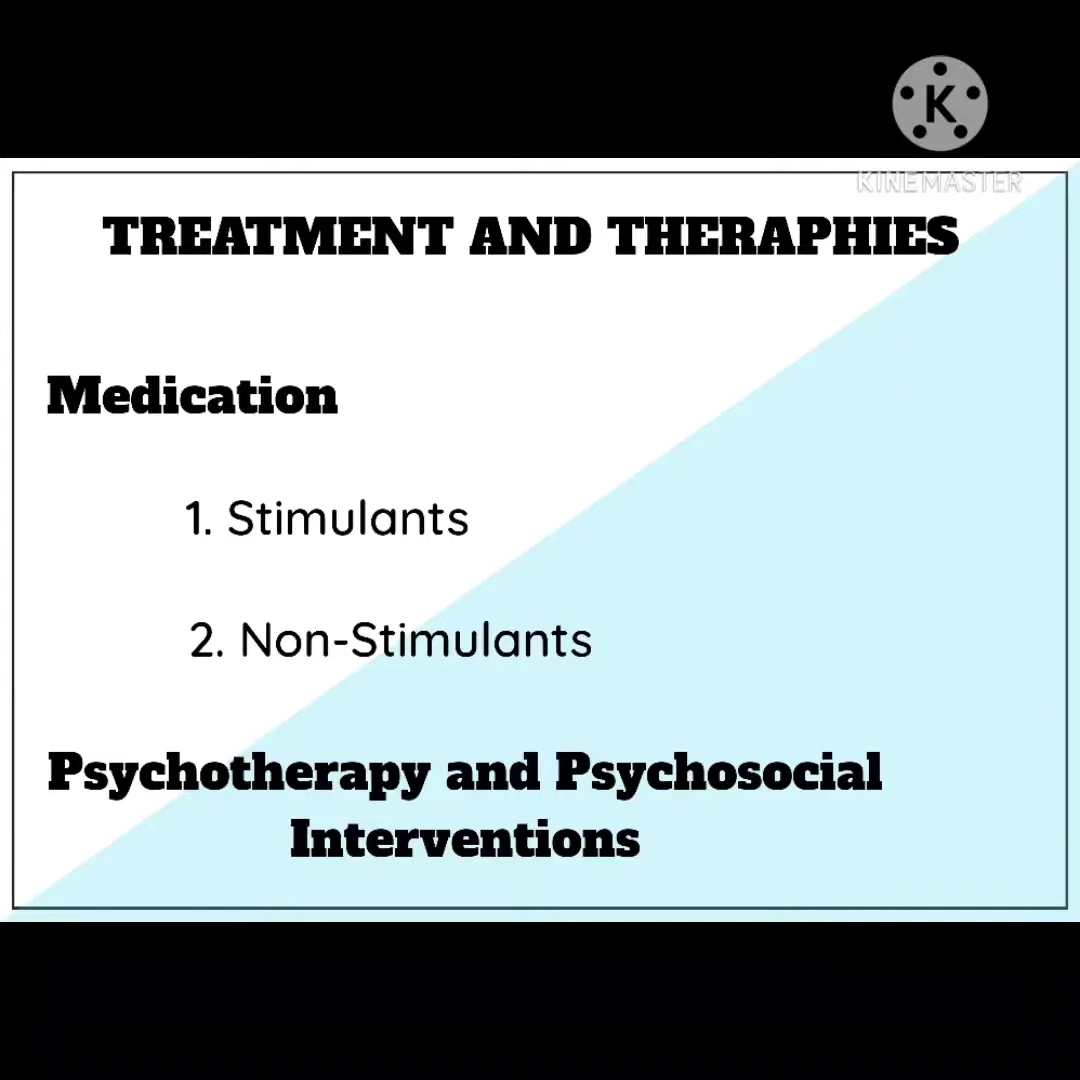 K
KINEMASTER
TREATMENT AND THERAPHIES
Medication
1. Stimulants
2. Non-Stimulants
Psychotherapy and Psychosocial
Interventions